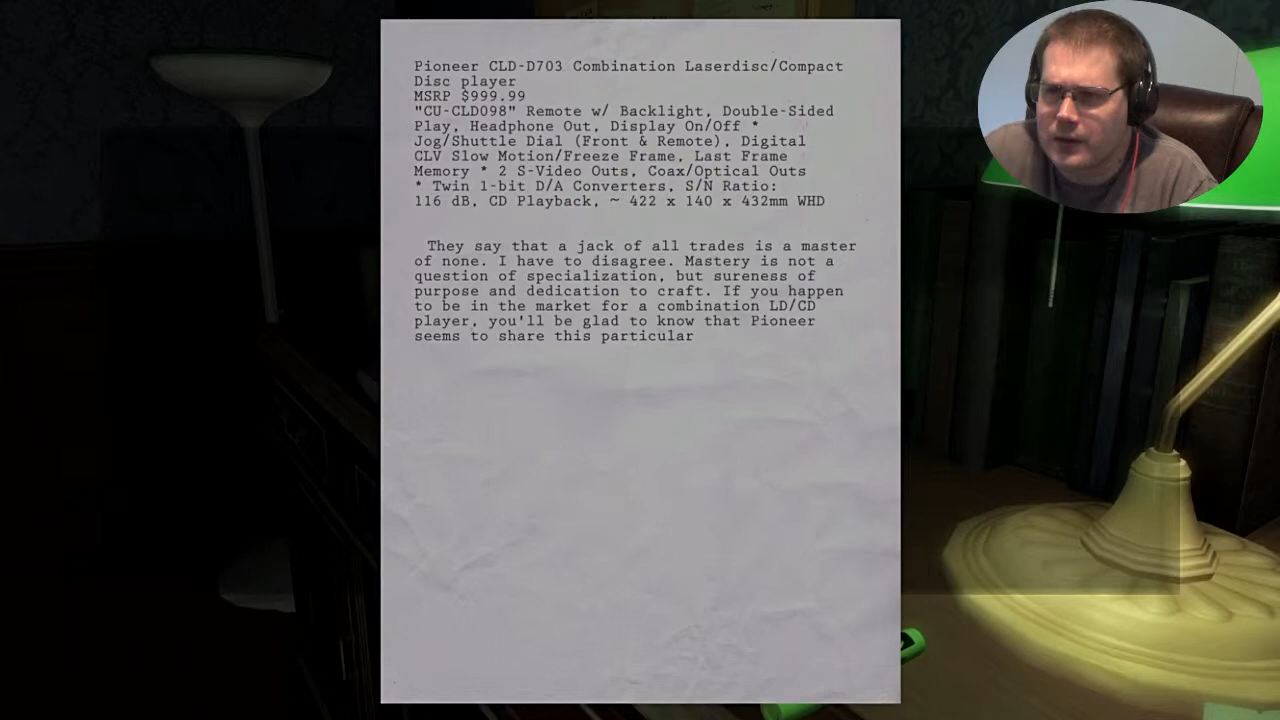 Pioneer CLD-D703 Combination Laserdisc/Compact
Disc player
MSRP $999.99
"CU-CLD098" Remote w/ Backlight, Double-Sided
Play, Headphone Out, Display On/Off *
Jog/Shuttle Dial (Front & Remote), Digital
CLV Slow Motion/Freeze Frame, Last Frame
Memory * 2 S-Video Outs, Coax/Optical Outs
* Twin 1-bit D/A Converters, S/N Ratio:
116 dB, CD Playback, ~ 422 x 140 x 432mm WHD
They say that a jack of all trades is a master
of none. I have to disagree. Mastery is not a
question of specialization, but sureness of
purpose and dedication to craft. If you happen
to be in the market for a combination LD/CD
player, you'll be glad to know that Pioneer
seems to share this particular